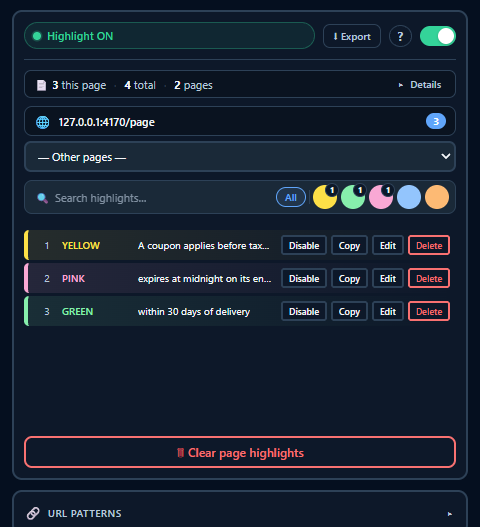 Highlight ON
Export
?
3 this page · 4 total · 2 pages
Details
127.0.0.1:4170/page
3
— Other pages —
Search highlights...
All
1
1
1
1 YELLOW A coupon applies before tax... Disable Copy Edit Delete
2 PINK expires at midnight on its en... Disable Copy Edit Delete
3 GREEN within 30 days of delivery Disable Copy Edit Delete
Clear page highlights
URL PATTERNS